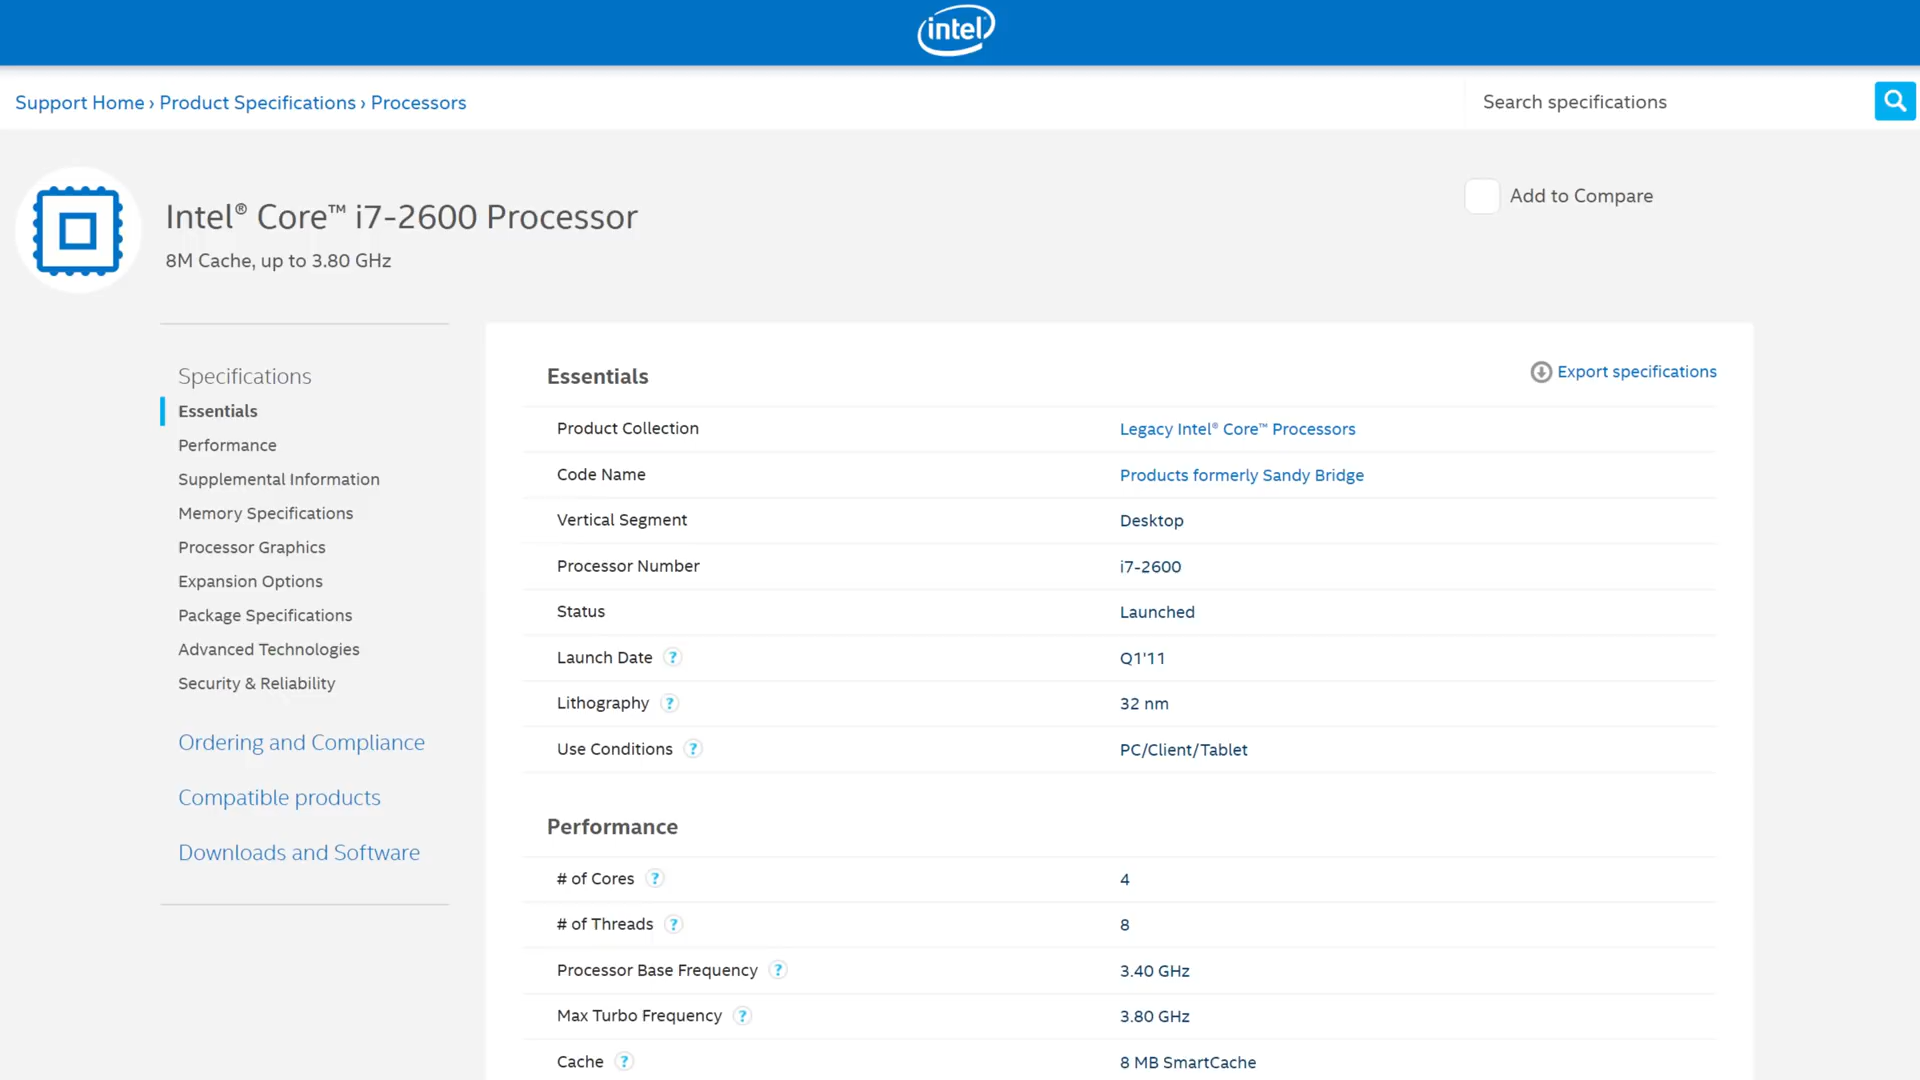 intel
Support Home › Product Specifications › Processors
Search specifications
Intel® Core™ i7-2600 Processor
8M Cache, up to 3.80 GHz
Add to Compare
Specifications
Essentials
Performance
Supplemental Information
Memory Specifications
Processor Graphics
Expansion Options
Package Specifications
Advanced Technologies
Security & Reliability
Ordering and Compliance
Compatible products
Downloads and Software
Essentials
Export specifications
Product Collection Legacy Intel® Core™ Processors
Code Name Products formerly Sandy Bridge
Vertical Segment Desktop
Processor Number i7-2600
Status Launched
Launch Date ? Q1'11
Lithography ? 32 nm
Use Conditions ? PC/Client/Tablet
Performance
# of Cores ? 4
# of Threads ? 8
Processor Base Frequency ? 3.40 GHz
Max Turbo Frequency ? 3.80 GHz
Cache ? 8 MB SmartCache